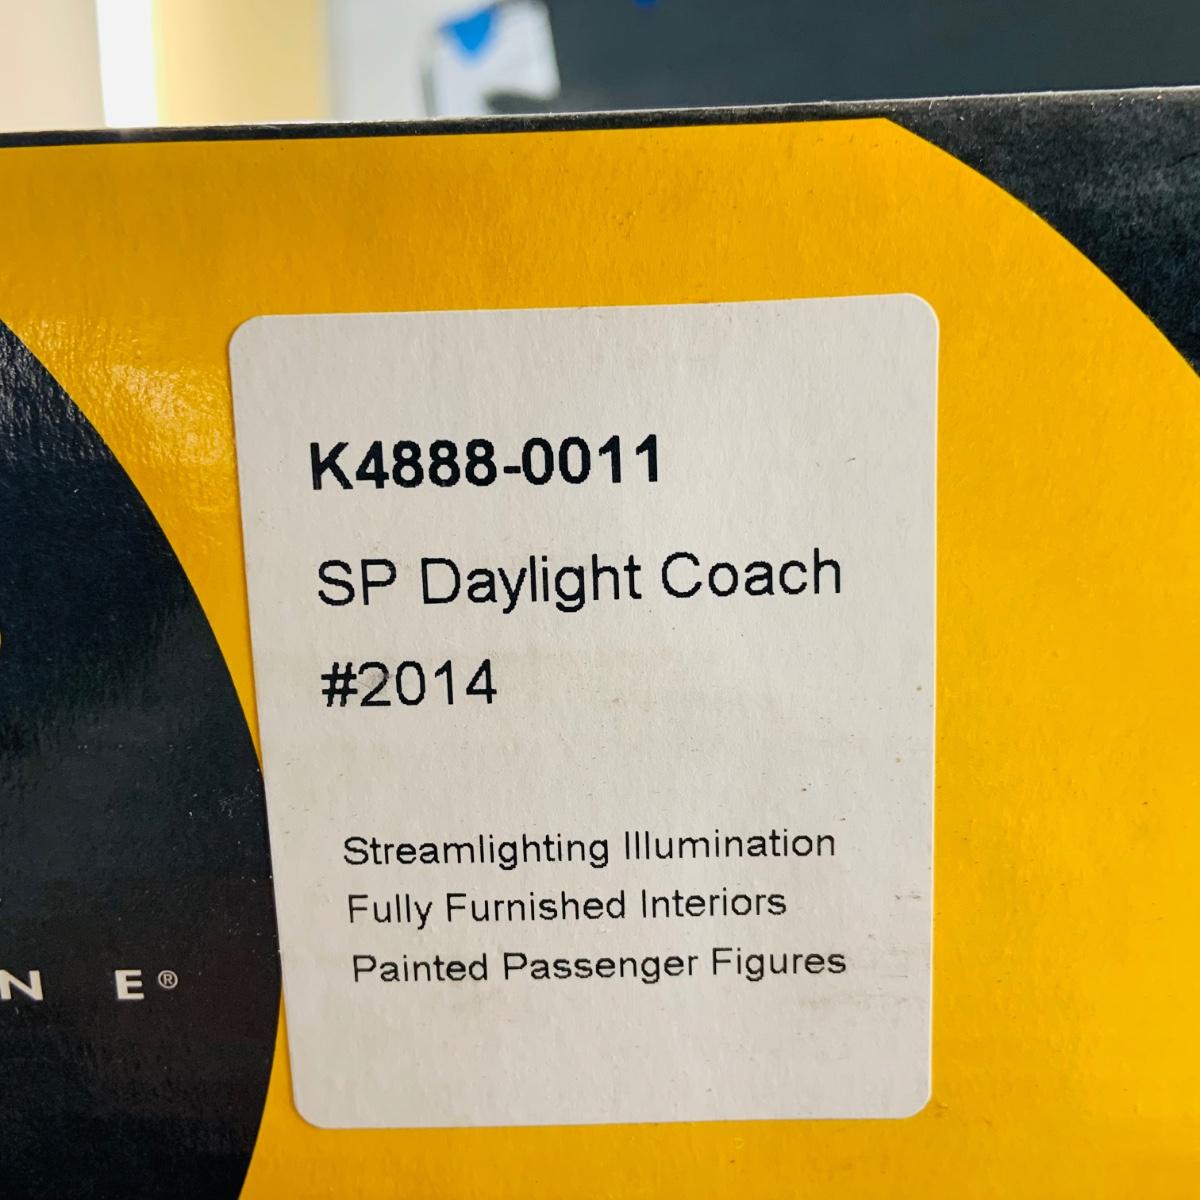 K4888-0011
SP Daylight Coach
#2014
Streamlighting Illumination
Fully Furnished Interiors
Painted Passenger Figures
N E®